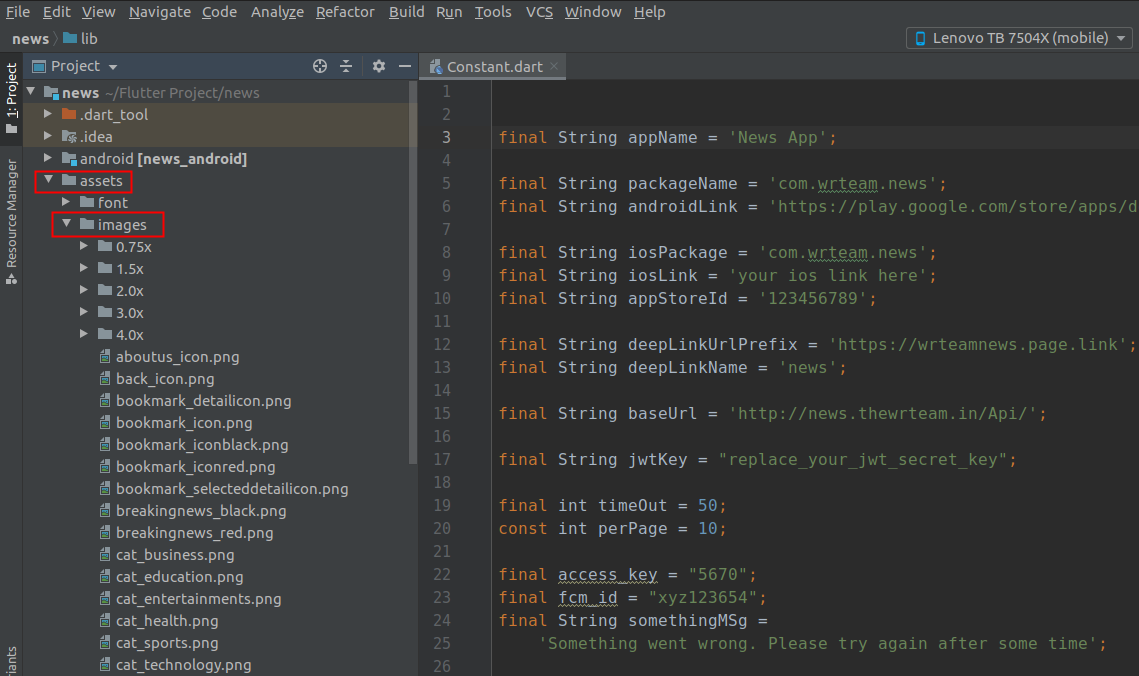 File Edit View Navigate Code Analyze Refactor Build Run Tools VCS Window Help
news lib
Lenovo TB 7504X (mobile)
1: Project
Resource Manager
Project
news ~/Flutter Project/news
.dart_tool
.idea
android [news_android]
assets
font
images
0.75x
1.5x
2.0x
3.0x
4.0x
aboutus_icon.png
back_icon.png
bookmark_detailicon.png
bookmark_icon.png
bookmark_iconblack.png
bookmark_iconred.png
bookmark_selecteddetailicon.png
breakingnews_black.png
breakingnews_red.png
cat_business.png
cat_education.png
cat_entertainments.png
cat_health.png
cat_sports.png
cat_technology.png
Constant.dart
1
2
3 final String appName = 'News App';
4
5 final String packageName = 'com.wrteam.news';
6 final String androidLink = 'https://play.google.com/store/apps/d
7
8 final String iosPackage = 'com.wrteam.news';
9 final String iosLink = 'your ios link here';
10 final String appStoreId = '123456789';
11
12 final String deepLinkUrlPrefix = 'https://wrteamnews.page.link';
13 final String deepLinkName = 'news';
14
15 final String baseUrl = 'http://news.thewrteam.in/Api/';
16
17 final String jwtKey = "replace_your_jwt_secret_key";
18
19 final int timeOut = 50;
20 const int perPage = 10;
21
22 final access_key = "5670";
23 final fcm_id = "xyz123654";
24 final String somethingMSg =
25 'Something went wrong. Please try again after some time';
26